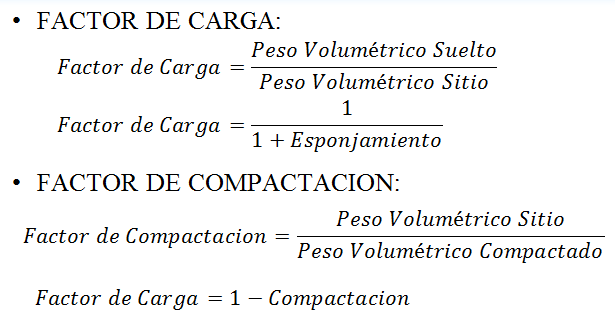 • FACTOR DE CARGA:
Factor de Carga = Peso Volumétrico Suelto / Peso Volumétrico Sitio
Factor de Carga = 1 / 1 + Esponjamiento
• FACTOR DE COMPACTACION:
Factor de Compactacion = Peso Volumétrico Sitio / Peso Volumétrico Compactado
Factor de Carga = 1 − Compactacion